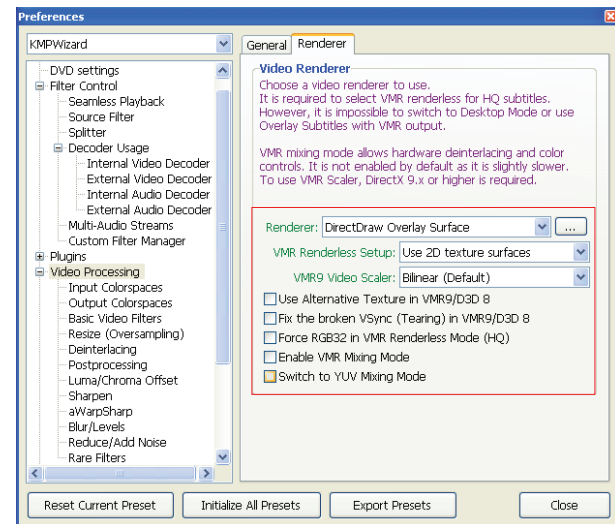 Preferences
KMPWizard
General
Renderer
DVD settings
Filter Control
Seamless Playback
Source Filter
Splitter
Decoder Usage
Internal Video Decoder
External Video Decoder
Internal Audio Decoder
External Audio Decoder
Multi-Audio Streams
Custom Filter Manager
Plugins
Video Processing
Input Colorspaces
Output Colorspaces
Basic Video Filters
Resize (Oversampling)
Deinterlacing
Postprocessing
Luma/Chroma Offset
Sharpen
aWarpSharp
Blur/Levels
Reduce/Add Noise
Rare Filters
Video Renderer
Choose a video renderer to use.
It is required to select VMR renderless for HQ subtitles.
However, it is impossible to switch to Desktop Mode or use
Overlay Subtitles with VMR output.
VMR mixing mode allows hardware deinterlacing and color
controls. It is not enabled by default as it is slightly slower.
To use VMR Scaler, DirectX 9.x or higher is required.
Renderer: DirectDraw Overlay Surface ...
VMR Renderless Setup: Use 2D texture surfaces
VMR9 Video Scaler: Bilinear (Default)
Use Alternative Texture in VMR9/D3D 8
Fix the broken VSync (Tearing) in VMR9/D3D 8
Force RGB32 in VMR Renderless Mode (HQ)
Enable VMR Mixing Mode
Switch to YUV Mixing Mode
Reset Current Preset
Initialize All Presets
Export Presets
Close